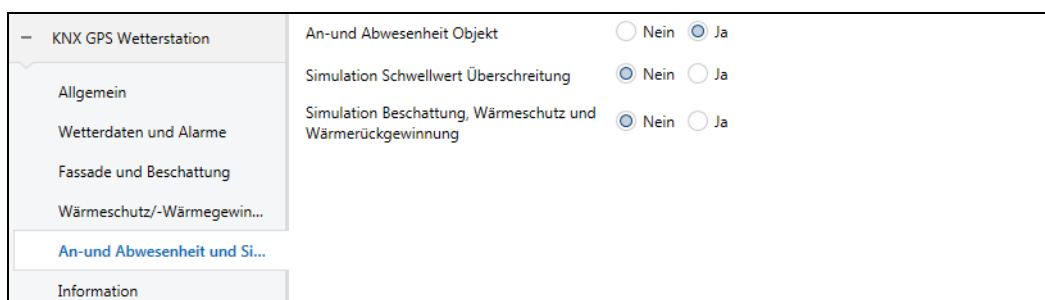 KNX GPS Wetterstation
Allgemein
Wetterdaten und Alarme
Fassade und Beschattung
Wärmeschutz/-Wärmegewin...
An-und Abwesenheit und Si...
Information
An-und Abwesenheit Objekt Nein Ja
Simulation Schwellwert Überschreitung Nein Ja
Simulation Beschattung, Wärmeschutz und
Wärmerückgewinnung Nein Ja